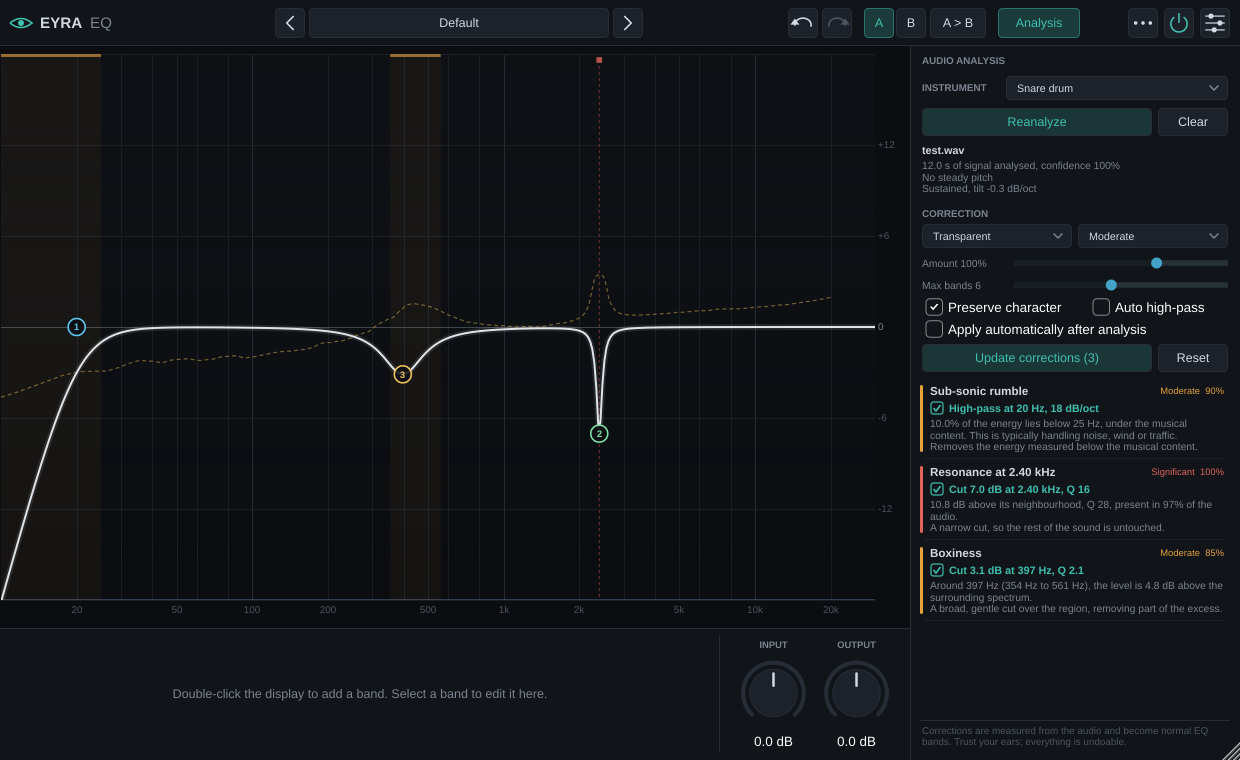 EYRA EQ
Default
A
B
A > B
Analysis
+12
+6
0
-6
-12
1
3
2
20
50
100
200
500
1k
2k
5k
10k
20k
Double-click the display to add a band. Select a band to edit it here.
INPUT
OUTPUT
0.0 dB
0.0 dB
AUDIO ANALYSIS
INSTRUMENT
Snare drum
Reanalyze
Clear
test.wav
12.0 s of signal analysed, confidence 100%
No steady pitch
Sustained, tilt -0.3 dB/oct
CORRECTION
Transparent
Moderate
Amount 100%
Max bands 6
Preserve character
Auto high-pass
Apply automatically after analysis
Update corrections (3)
Reset
Sub-sonic rumble
Moderate 90%
High-pass at 20 Hz, 18 dB/oct
10.0% of the energy lies below 25 Hz, under the musical
content. This is typically handling noise, wind or traffic.
Removes the energy measured below the musical content.
Resonance at 2.40 kHz
Significant 100%
Cut 7.0 dB at 2.40 kHz, Q 16
10.8 dB above its neighbourhood, Q 28, present in 97% of the
audio.
A narrow cut, so the rest of the sound is untouched.
Boxiness
Moderate 85%
Cut 3.1 dB at 397 Hz, Q 2.1
Around 397 Hz (354 Hz to 561 Hz), the level is 4.8 dB above the
surrounding spectrum.
A broad, gentle cut over the region, removing part of the excess.
Corrections are measured from the audio and become normal EQ
bands. Trust your ears; everything is undoable.